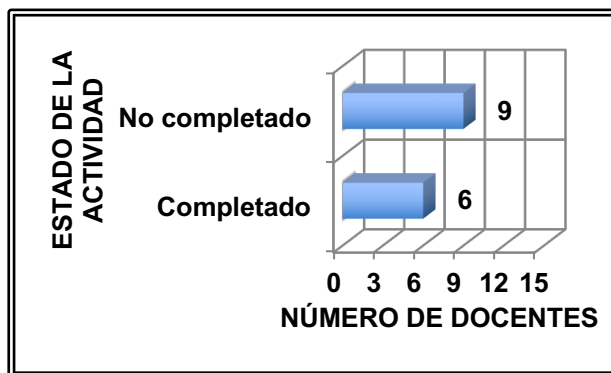 ESTADO DE LA
ACTIVIDAD
No completado
9
Completado
6
0 3 6 9 12 15
NÚMERO DE DOCENTES